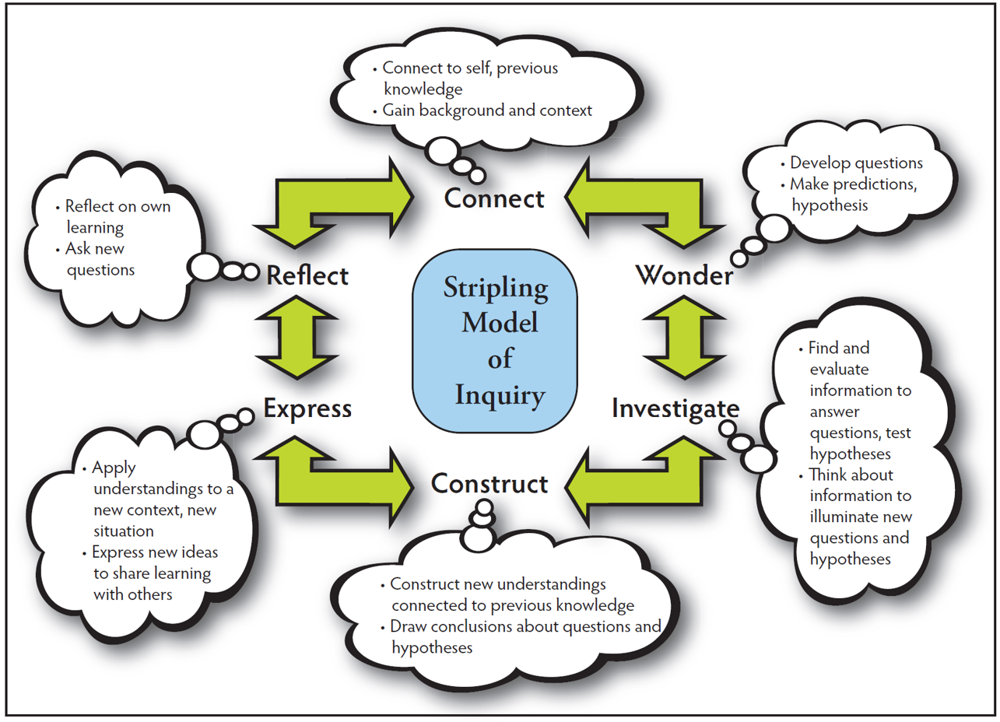 • Connect to self, previous
knowledge
• Gain background and context
Connect
• Develop questions
• Make predictions,
hypothesis
Wonder
• Find and
evaluate
information to
answer
questions, test
hypotheses
• Think about
information to
illuminate new
questions and
hypotheses
Investigate
Construct
• Construct new understandings
connected to previous knowledge
• Draw conclusions about questions and
hypotheses
Express
• Apply
understandings to a
new context, new
situation
• Express new ideas
to share learning
with others
Reflect
• Reflect on own
learning
• Ask new
questions
Stripling
Model
of
Inquiry